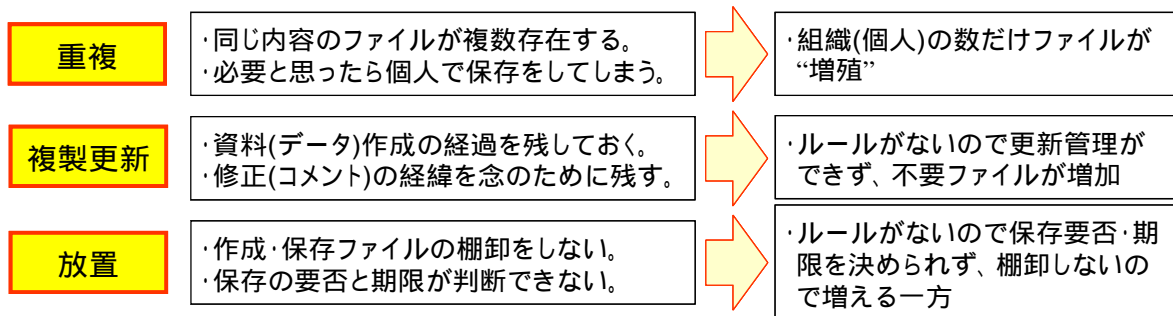 重複
・同じ内容のファイルが複数存在する。
・必要と思ったら個人で保存をしてしまう。
・組織(個人)の数だけファイルが
“増殖”
複製更新
・資料(データ)作成の経過を残しておく。
・修正(コメント)の経緯を念のために残す。
・ルールがないので更新管理が
できず、不要ファイルが増加
放置
・作成・保存ファイルの棚卸をしない。
・保存の要否と期限が判断できない。
・ルールがないので保存要否・期
限を決められず、棚卸しないの
で増える一方